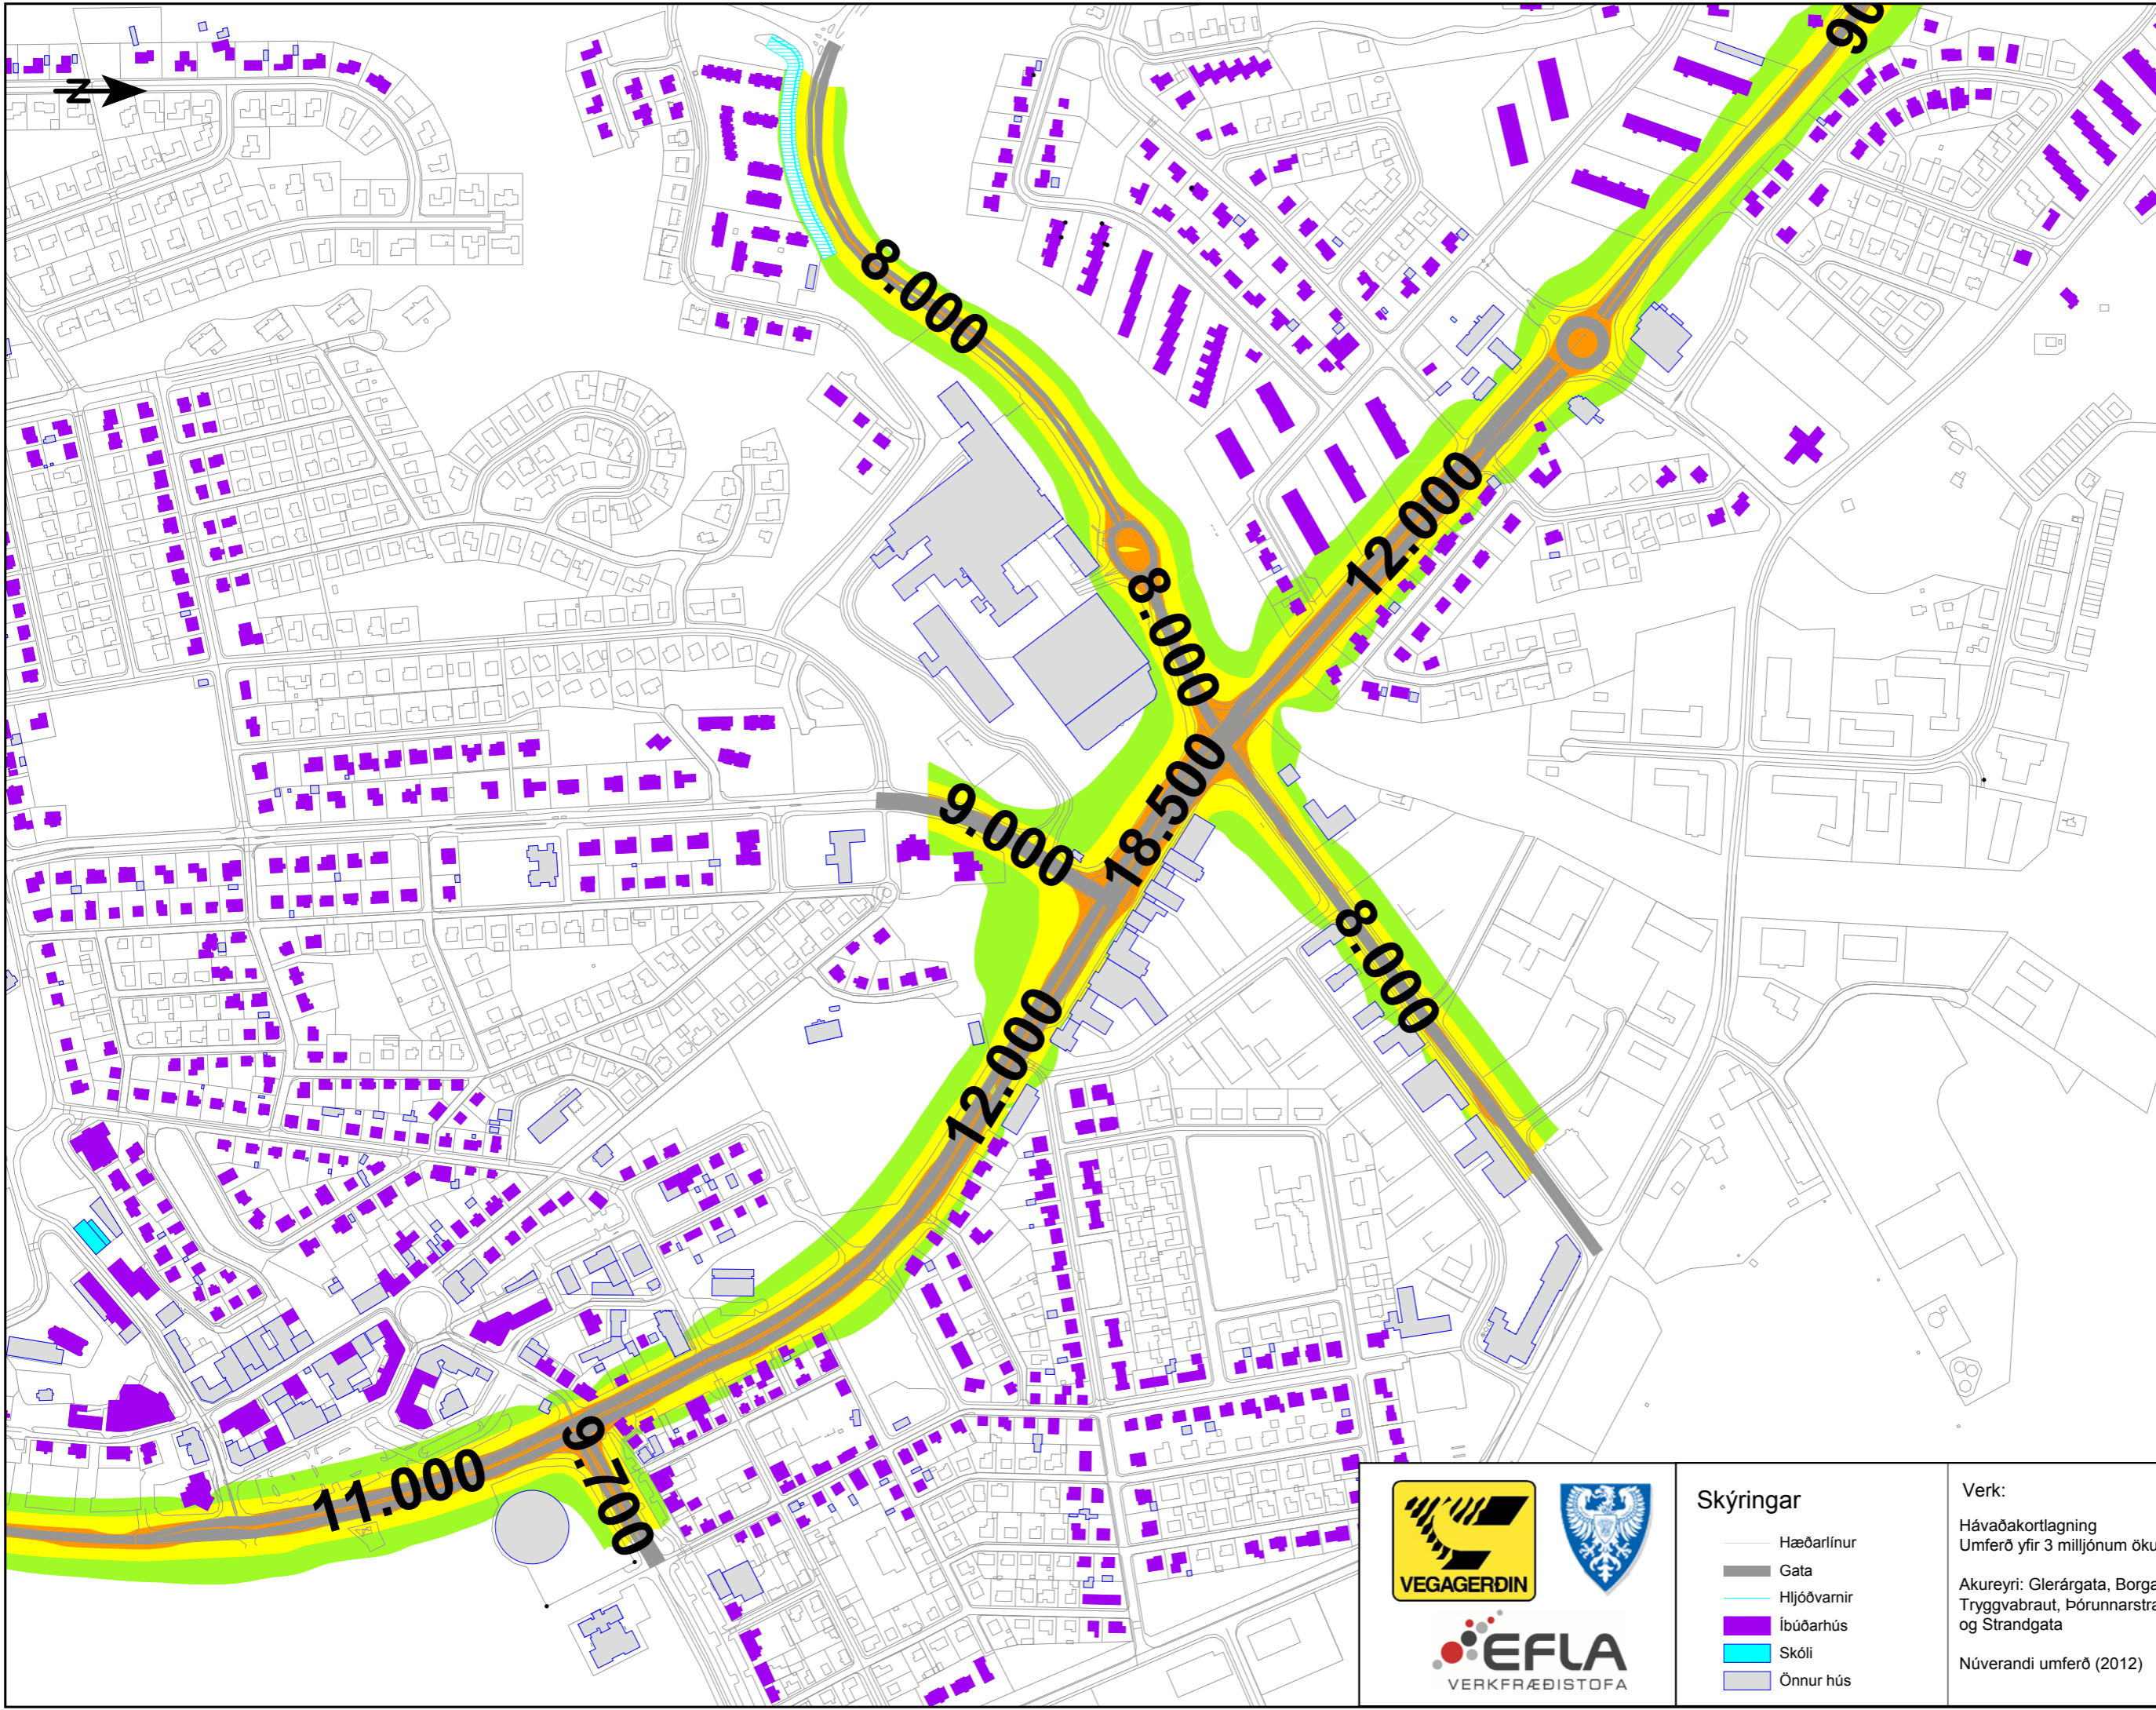 90
N
8.000
12.000
8.000
18.500
9.000
8.000
12.000
11.000
9.700
VEGAGERÐIN
EFLA
VERKFRÆÐISTOFA
Skýringar
Hæðarlínur
Gata
Hljóðvarnir
Íbúðarhús
Skóli
Önnur hús
Verk:
Hávaðakortlagning
Umferð yfir 3 milljónum öku
Akureyri: Glerárgata, Borga
Tryggvabraut, Þórunnarstra
og Strandgata
Núverandi umferð (2012)